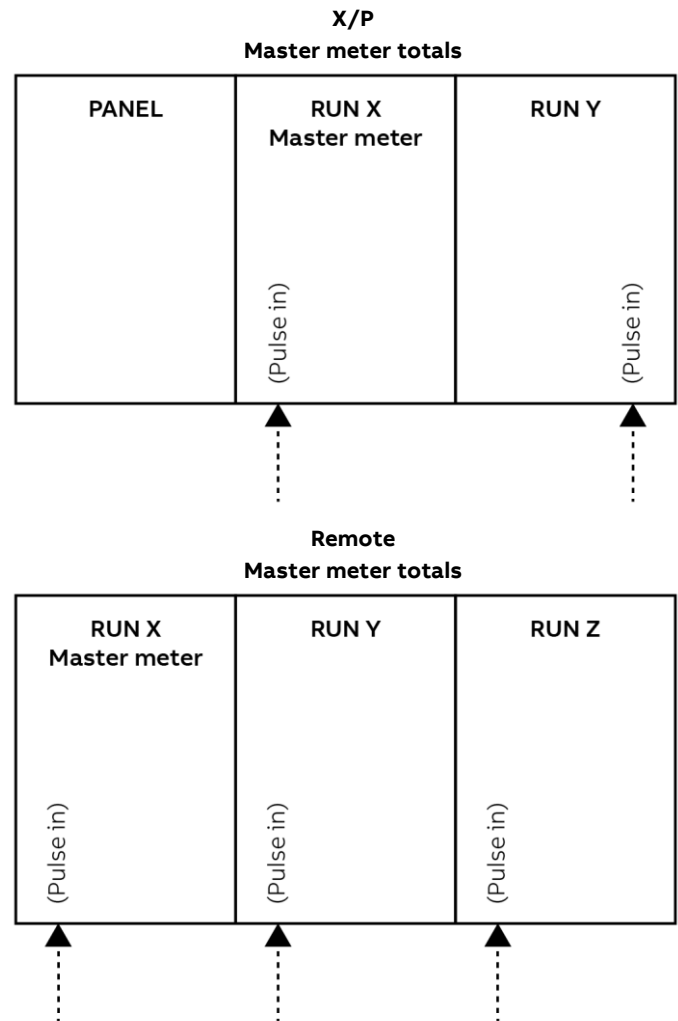 X/P
Master meter totals
PANEL
RUN X
Master meter
RUN Y
(Pulse in)
(Pulse in)
Remote
Master meter totals
RUN X
Master meter
RUN Y
RUN Z
(Pulse in)
(Pulse in)
(Pulse in)